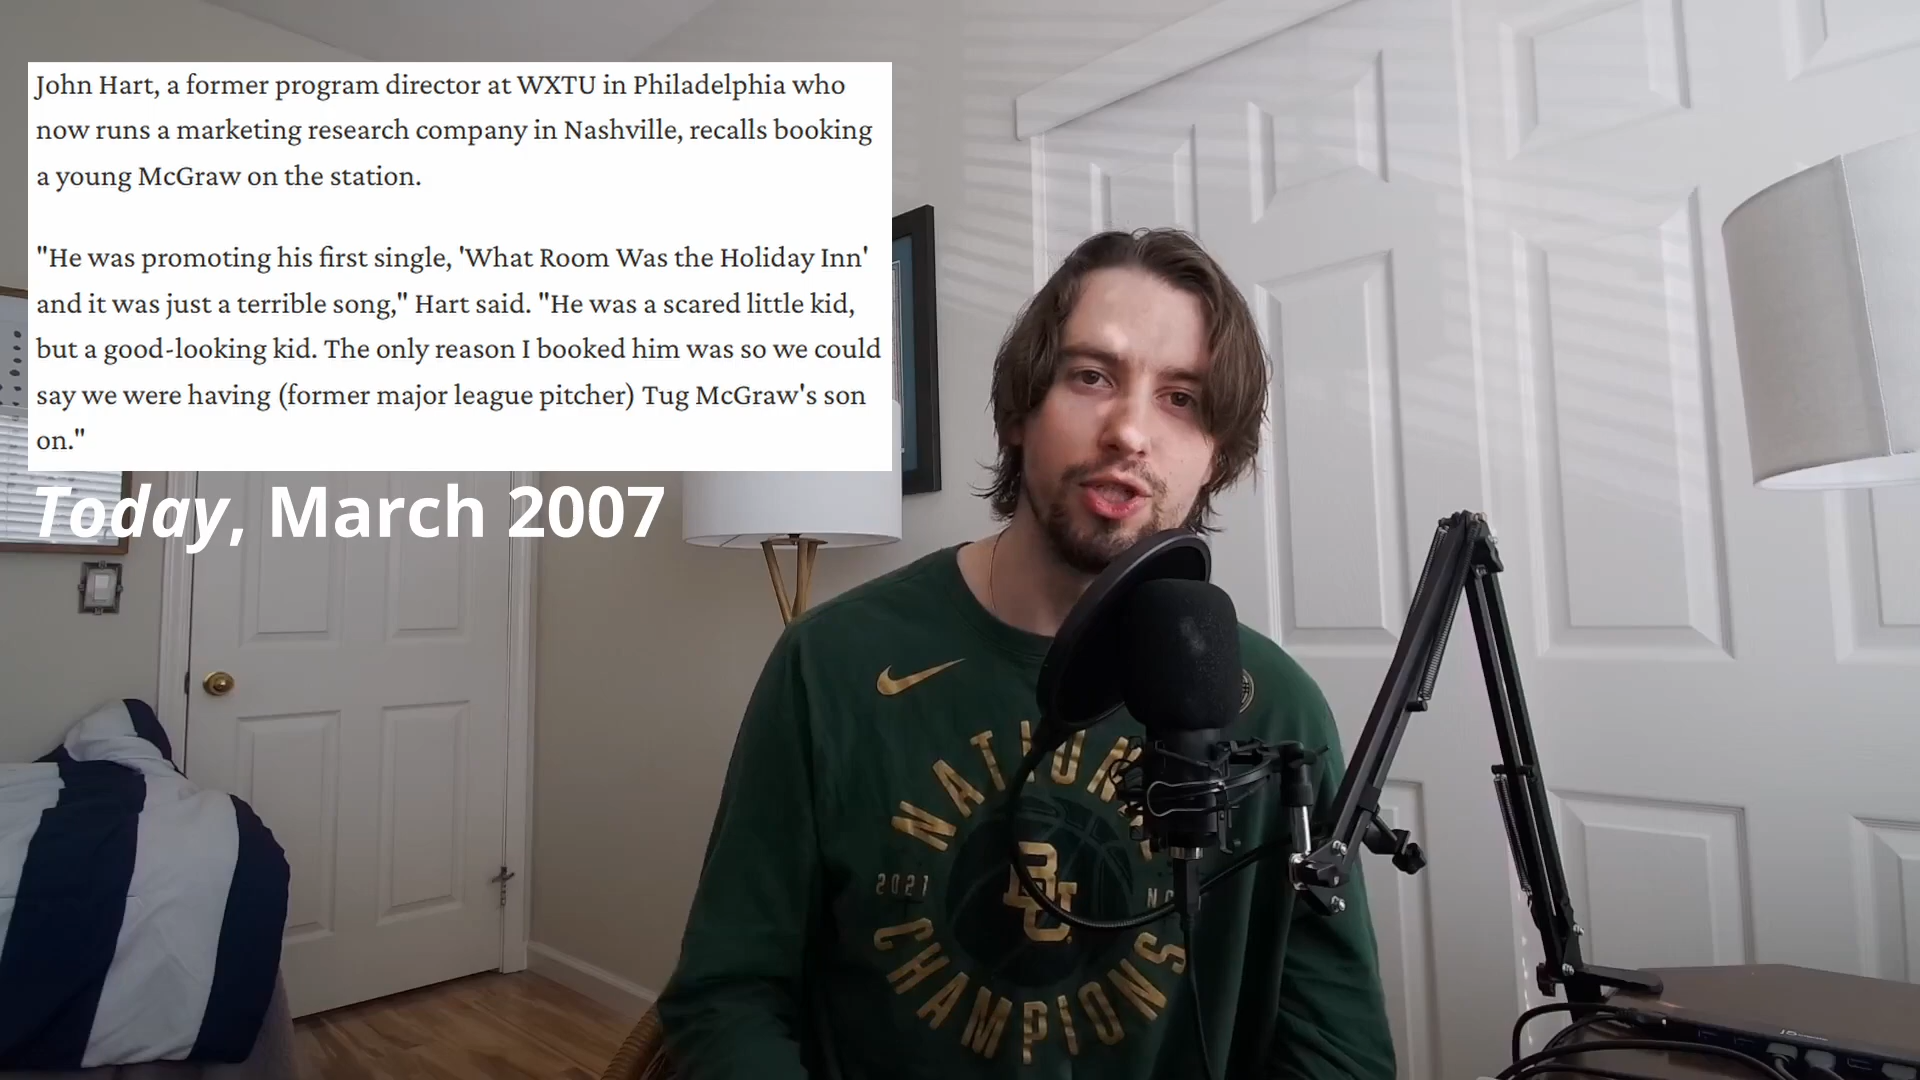 John Hart, a former program director at WXTU in Philadelphia who
now runs a marketing research company in Nashville, recalls booking
a young McGraw on the station.
"He was promoting his first single, 'What Room Was the Holiday Inn'
and it was just a terrible song," Hart said. "He was a scared little kid,
but a good-looking kid. The only reason I booked him was so we could
say we were having (former major league pitcher) Tug McGraw's son
on."
Today, March 2007
NATIONAL
BU
2021
CHAMPIONS